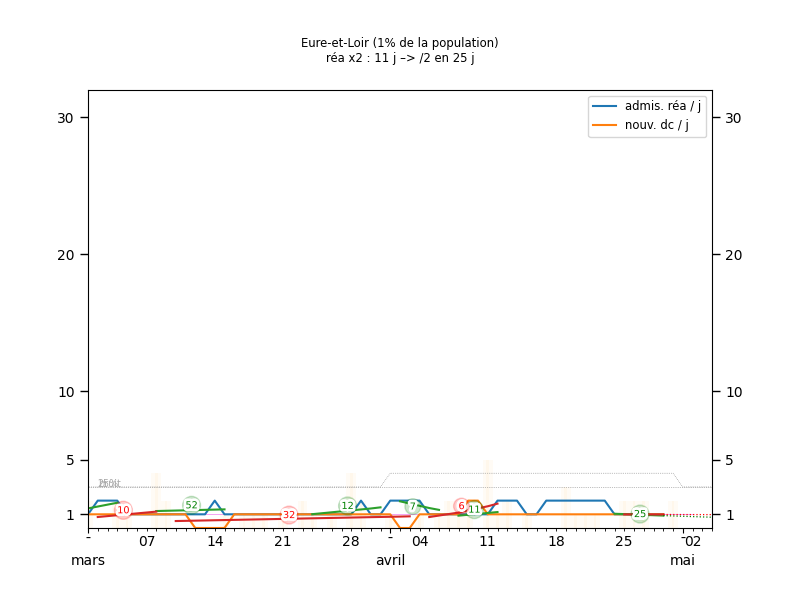 Eure-et-Loir (1% de la population)
réa x2 : 11 j –> /2 en 25 j
admis. réa / j
nouv. dc / j
30 30
20 20
10 10
5 5
1 1
10 52 32 12 7 6 11 25
- 07 14 21 28 - 04 11 18 25 - 02
mars avril mai